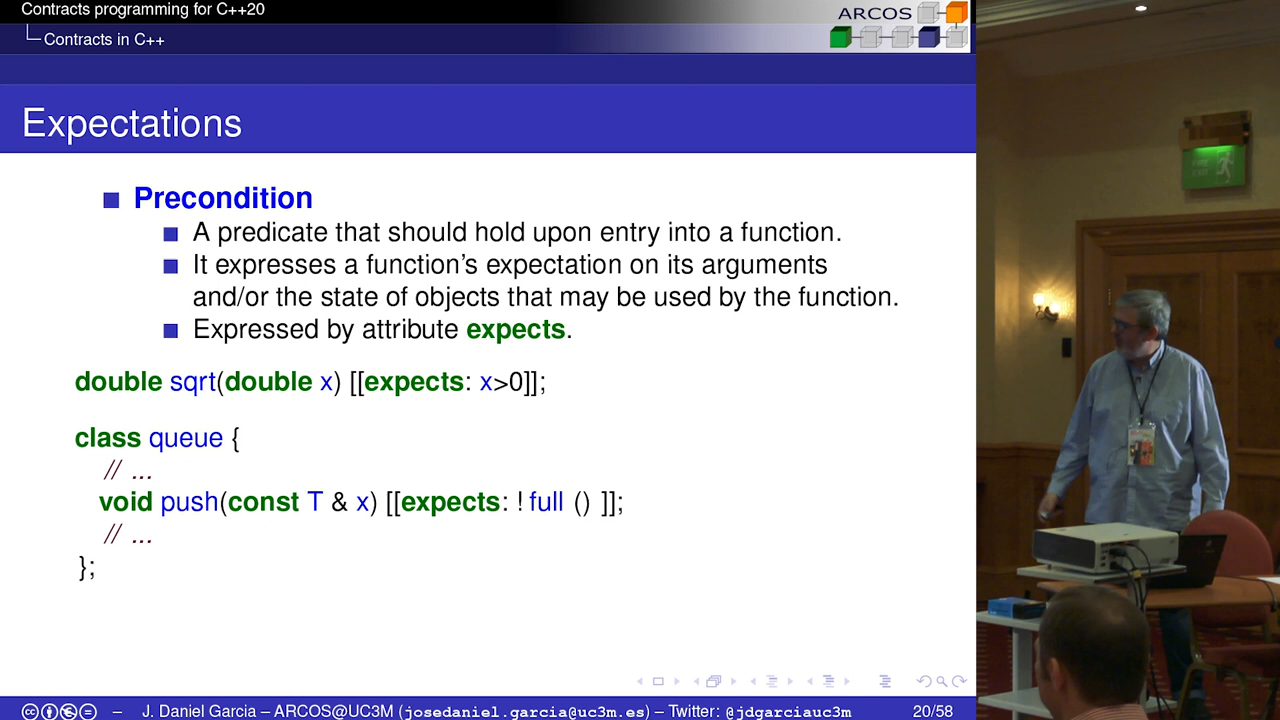 Contracts programming for C++20
Contracts in C++
ARCOS
Expectations
Precondition
A predicate that should hold upon entry into a function.
It expresses a function's expectation on its arguments
and/or the state of objects that may be used by the function.
Expressed by attribute expects.
double sqrt(double x) [[expects: x>0]];
class queue {
// ...
void push(const T & x) [[expects: ! full () ]];
// ...
};
J. Daniel Garcia – ARCOS@UC3M (josedaniel.garcia@uc3m.es) – Twitter: @jdgarciauc3m
20/58